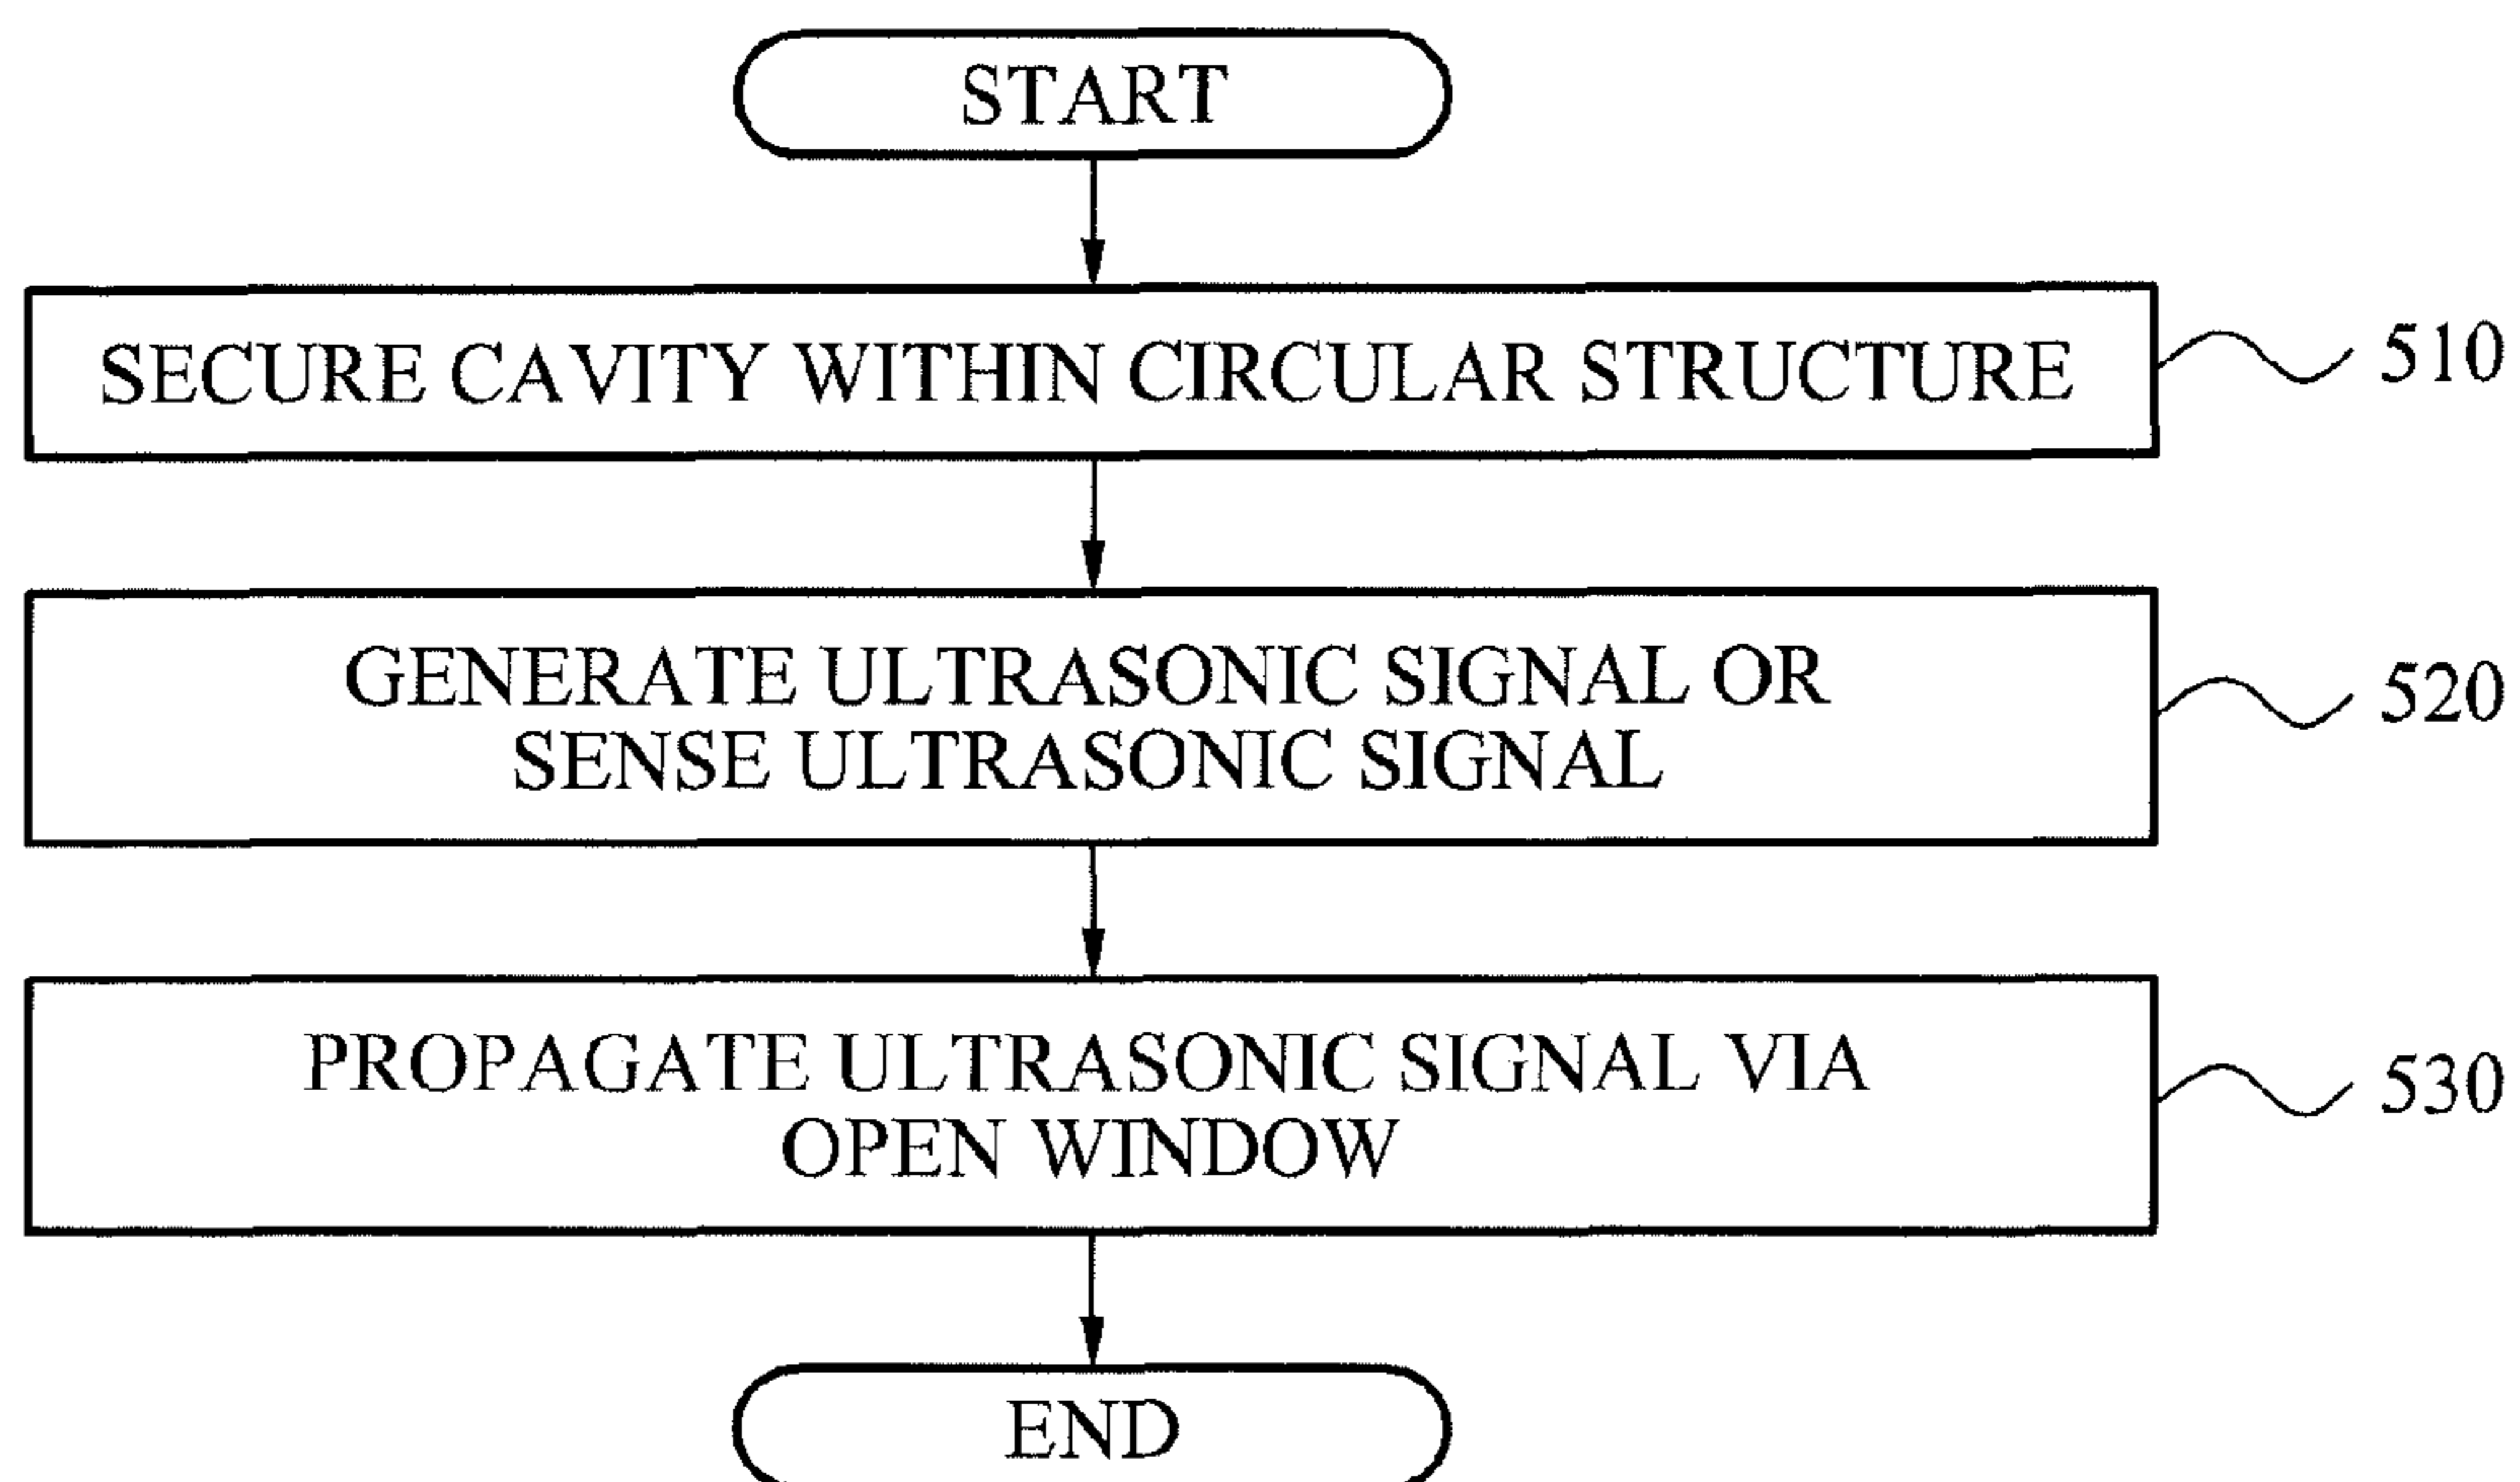 START
SECURE CAVITY WITHIN CIRCULAR STRUCTURE
510
GENERATE ULTRASONIC SIGNAL OR
SENSE ULTRASONIC SIGNAL
520
PROPAGATE ULTRASONIC SIGNAL VIA
OPEN WINDOW
530
END